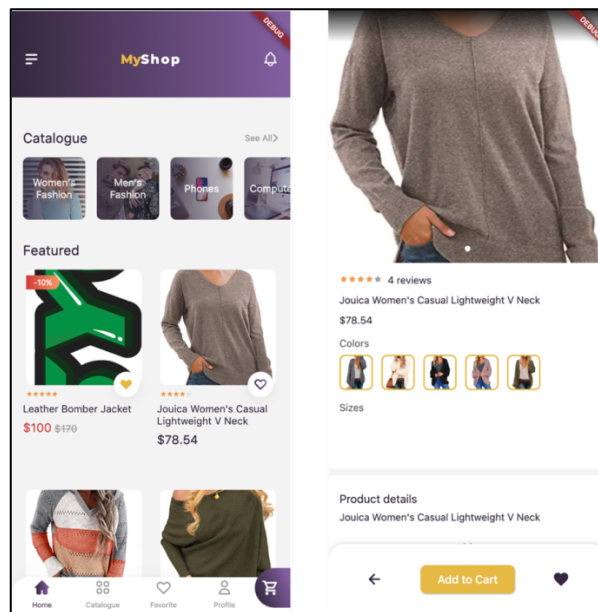 DEBUG
MyShop
Catalogue
See All
Women's
Fashion
Men's
Fashion
Phones
Compute
Featured
-10%
Leather Bomber Jacket
$100 $170
Jouica Women's Casual
Lightweight V Neck
$78.54
Home
Catalogue
Favorite
Profile
DEBUG
4 reviews
Jouica Women's Casual Lightweight V Neck
$78.54
Colors
Sizes
Product details
Jouica Women's Casual Lightweight V Neck
Add to Cart